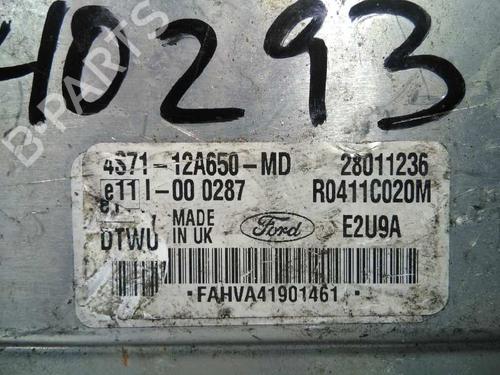 40293
B-PARTS
4S71-12A650-MD 28011236
e11 I-00 0287 R0411C020M
DTWU MADE IN UK Ford E2U9A
·FAHVA41901461·